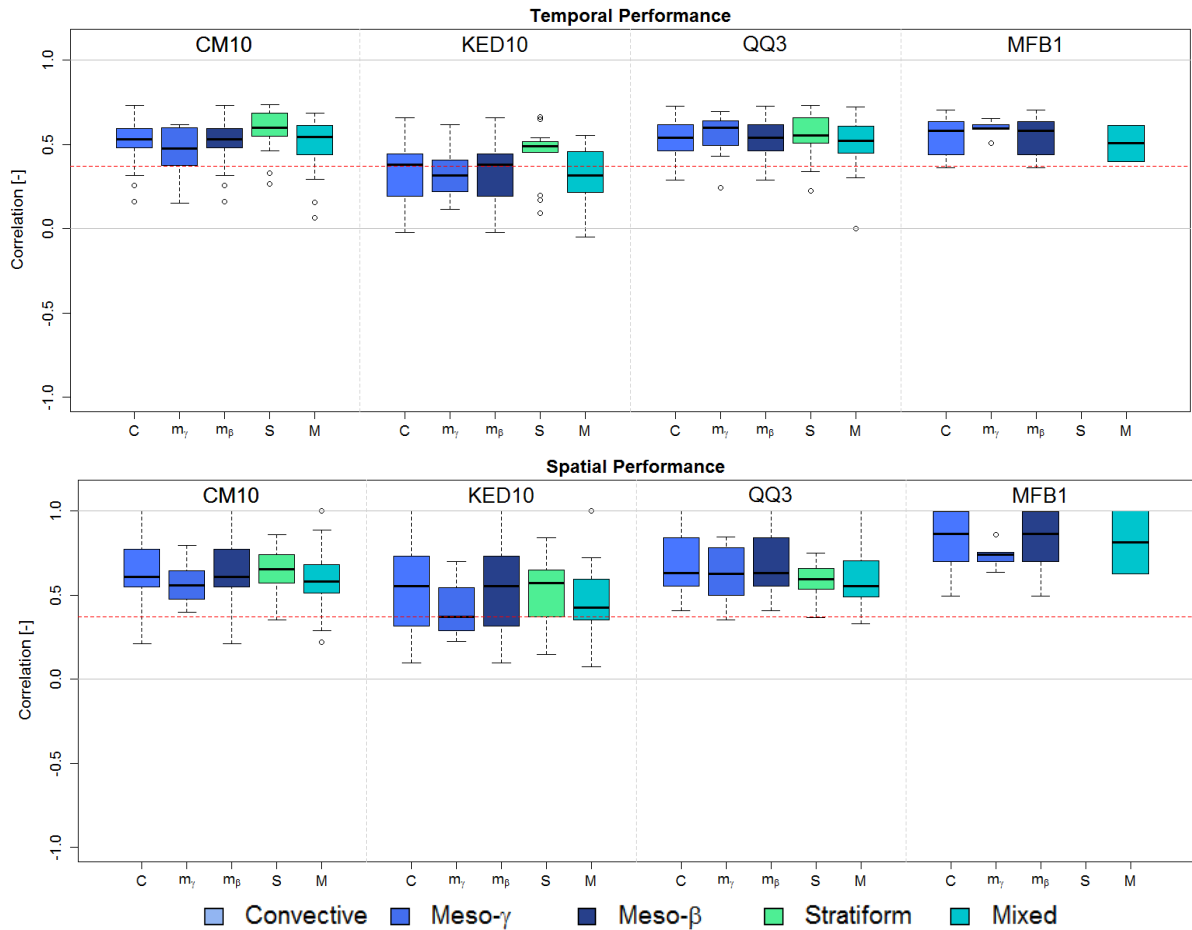 Temporal Performance
CM10 KED10 QQ3 MFB1
Correlation [-]
1.0
0.5
0.0
-0.5
-1.0
C mγ mβ S M C mγ mβ S M C mγ mβ S M C mγ mβ S M
Spatial Performance
CM10 KED10 QQ3 MFB1
Correlation [-]
1.0
0.5
0.0
-0.5
-1.0
C mγ mβ S M C mγ mβ S M C mγ mβ S M C mγ mβ S M
Convective Meso-γ Meso-β Stratiform Mixed